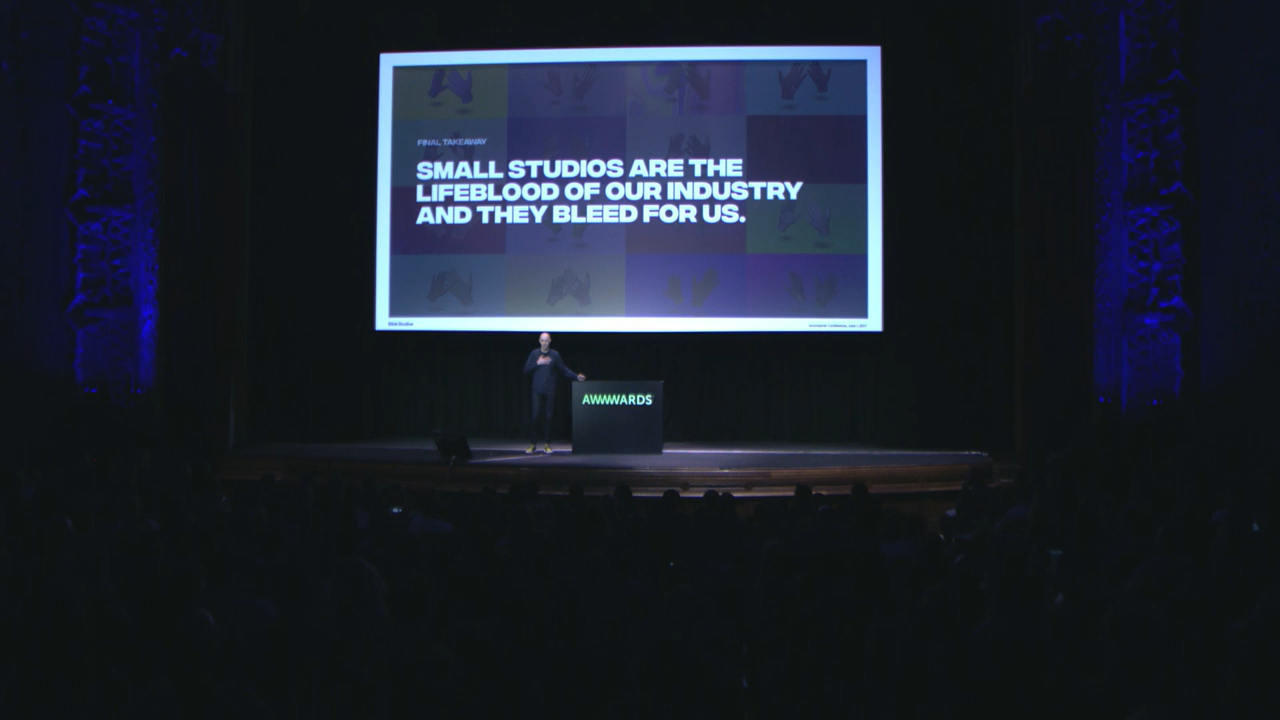 FINAL TAKEAWAY
SMALL STUDIOS ARE THE
LIFEBLOOD OF OUR INDUSTRY
AND THEY BLEED FOR US.
AWWWARDS